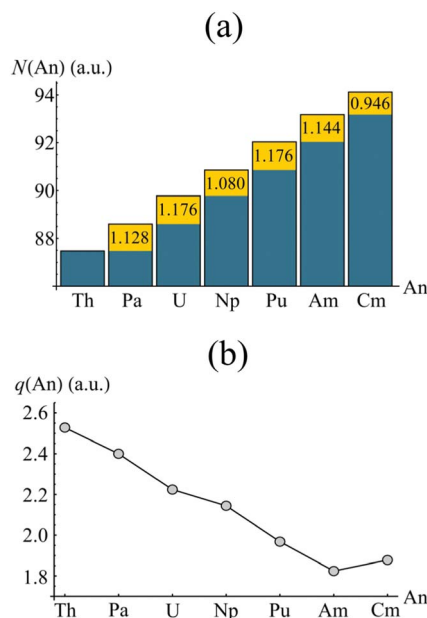 (a)
N(An) (a.u.)
94
92
90
88
1.128
1.176
1.080
1.176
1.144
0.946
Th Pa U Np Pu Am Cm An
(b)
q(An) (a.u.)
2.6
2.4
2.2
2.0
1.8
Th Pa U Np Pu Am Cm An